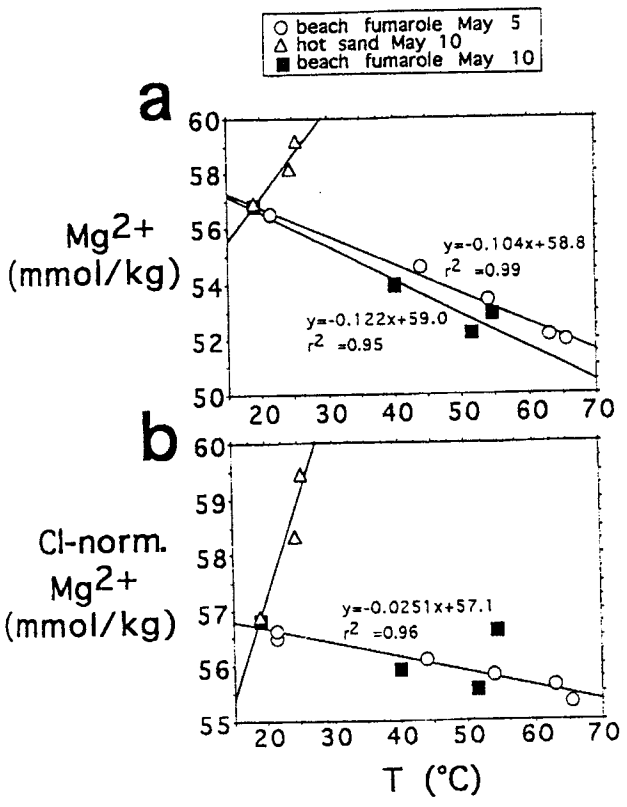 beach fumarole May 5
hot sand May 10
beach fumarole May 10
a
60
58
56
54
52
50
Mg2+
(mmol/kg)
y=-0.104x+58.8
r2 =0.99
y=-0.122x+59.0
r2 =0.95
20 30 40 50 60 70
b
60
59
58
57
56
55
Cl-norm.
Mg2+
(mmol/kg)
y=-0.0251x+57.1
r2 =0.96
20 30 40 50 60 70
T (°C)